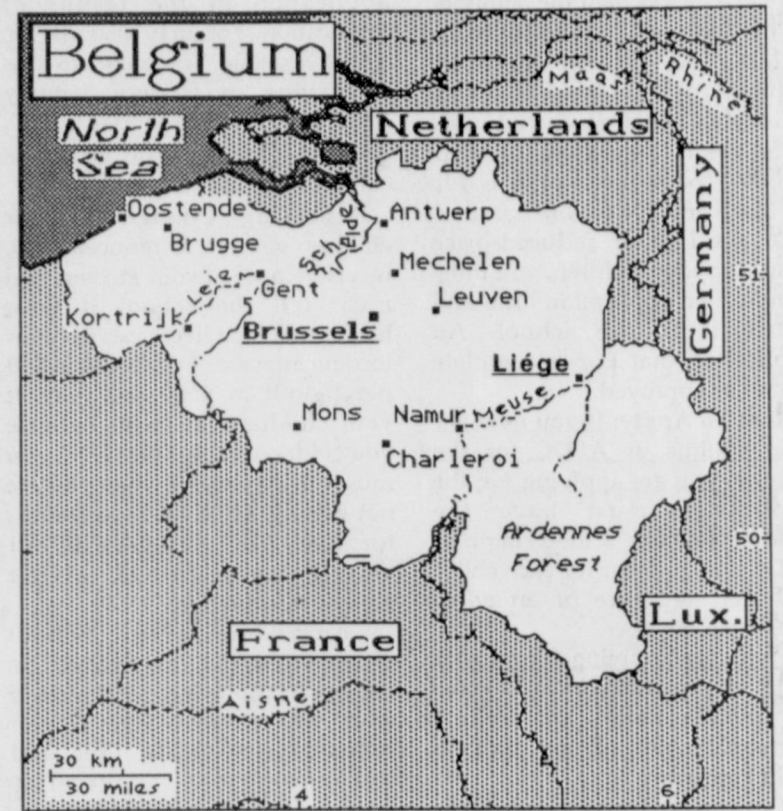 Belgium
North
Sea
Netherlands
Maas
Rhine
Germany
Oostende
Brugge
Schelde
Antwerp
Mechelen
51
Leie
Gent
Leuven
Kortrijk
Brussels
Liége
Mons
Namur
Meuse
Charleroi
Ardennes
Forest
50
Lux.
France
Aisne
30 km
30 miles
4
6